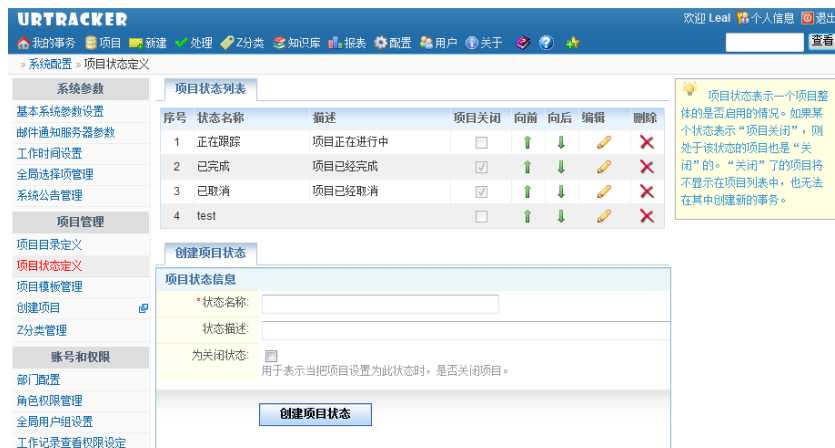 URTRACKER
欢迎 Leal 个人信息 退出
我的事务 项目 新建 处理 Z分类 知识库 报表 配置 用户 关于 查看
» 系统配置 » 项目状态定义
系统参数
基本系统参数设置
邮件通知服务器参数
工作时间设置
全局选择项管理
系统公告管理
项目管理
项目目录定义
项目状态定义
项目模板管理
创建项目
Z分类管理
账号和权限
部门配置
角色权限管理
全局用户组设置
工作记录查看权限设定
项目状态列表
序号 状态名称 描述 项目关闭 向前 向后 编辑 删除
1 正在跟踪 项目正在进行中
2 已完成 项目已经完成
3 已取消 项目已经取消
4 test
创建项目状态
项目状态信息
*状态名称:
状态描述:
为关闭状态:
用于表示当把项目设置为此状态时，是否关闭项目。
创建项目状态
项目状态表示一个项目整
体的是否启用的情况。如果某
个状态表示“项目关闭”，则
处于该状态的项目也是“关
闭”的。“关闭”了的项目将
不显示在项目列表中，也无法
在其中创建新的事务。